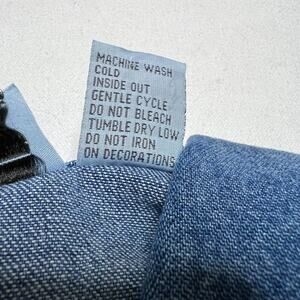 MACHINE WASH
COLD
INSIDE OUT
GENTLE CYCLE
DO NOT BLEACH
TUMBLE DRY LOW
DO NOT IRON
ON DECORATIONS